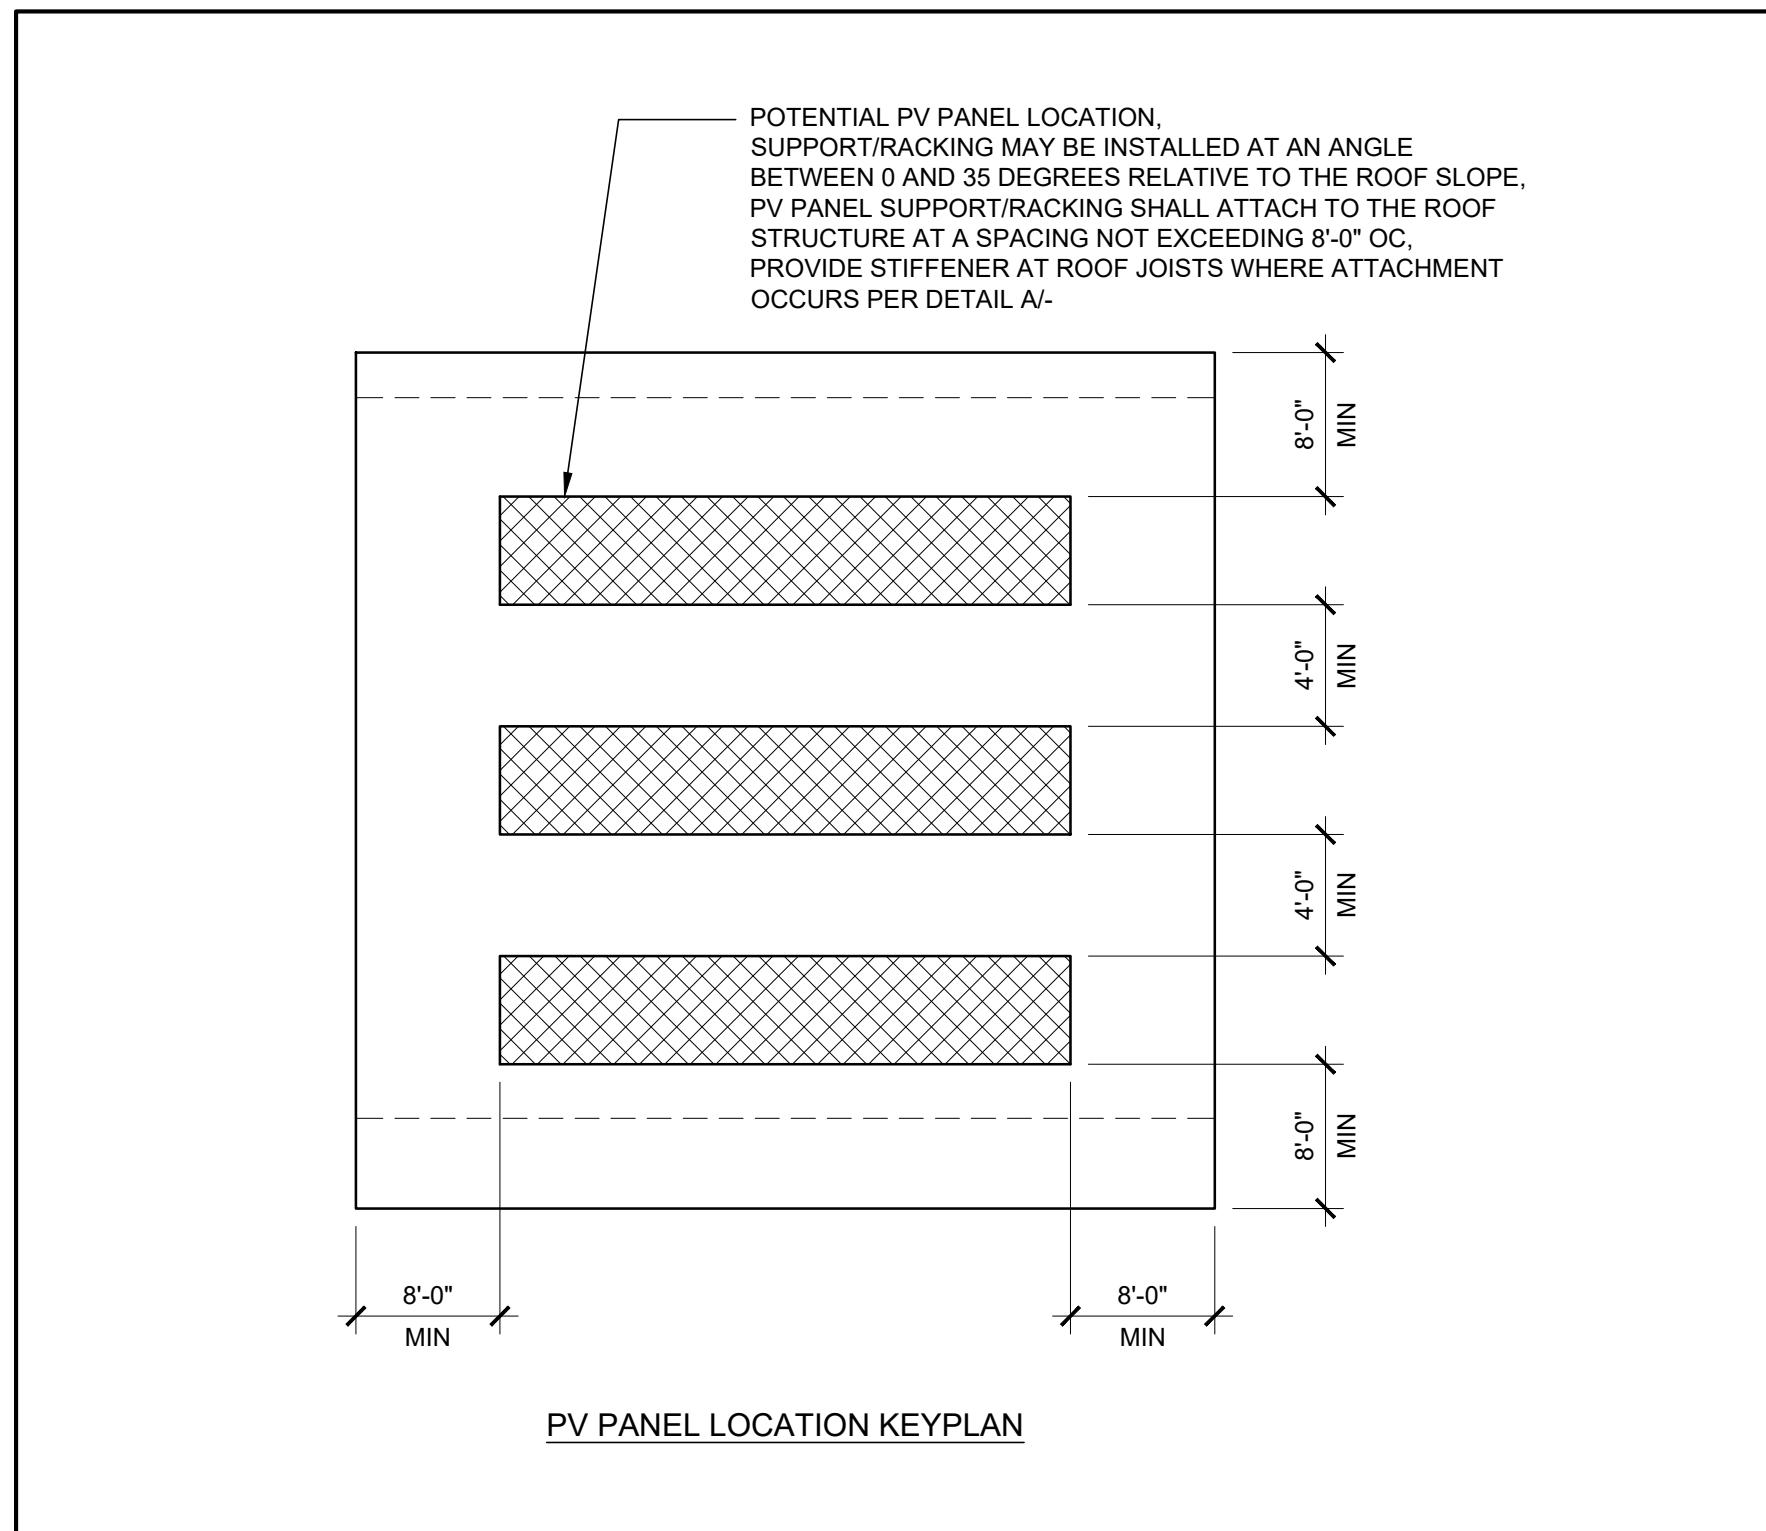 POTENTIAL PV PANEL LOCATION,
SUPPORT/RACKING MAY BE INSTALLED AT AN ANGLE
BETWEEN 0 AND 35 DEGREES RELATIVE TO THE ROOF SLOPE,
PV PANEL SUPPORT/RACKING SHALL ATTACH TO THE ROOF
STRUCTURE AT A SPACING NOT EXCEEDING 8'-0" OC,
PROVIDE STIFFENER AT ROOF JOISTS WHERE ATTACHMENT
OCCURS PER DETAIL A/-
8'-0"
MIN
4'-0"
MIN
4'-0"
MIN
8'-0"
MIN
8'-0"
MIN
8'-0"
MIN
PV PANEL LOCATION KEYPLAN